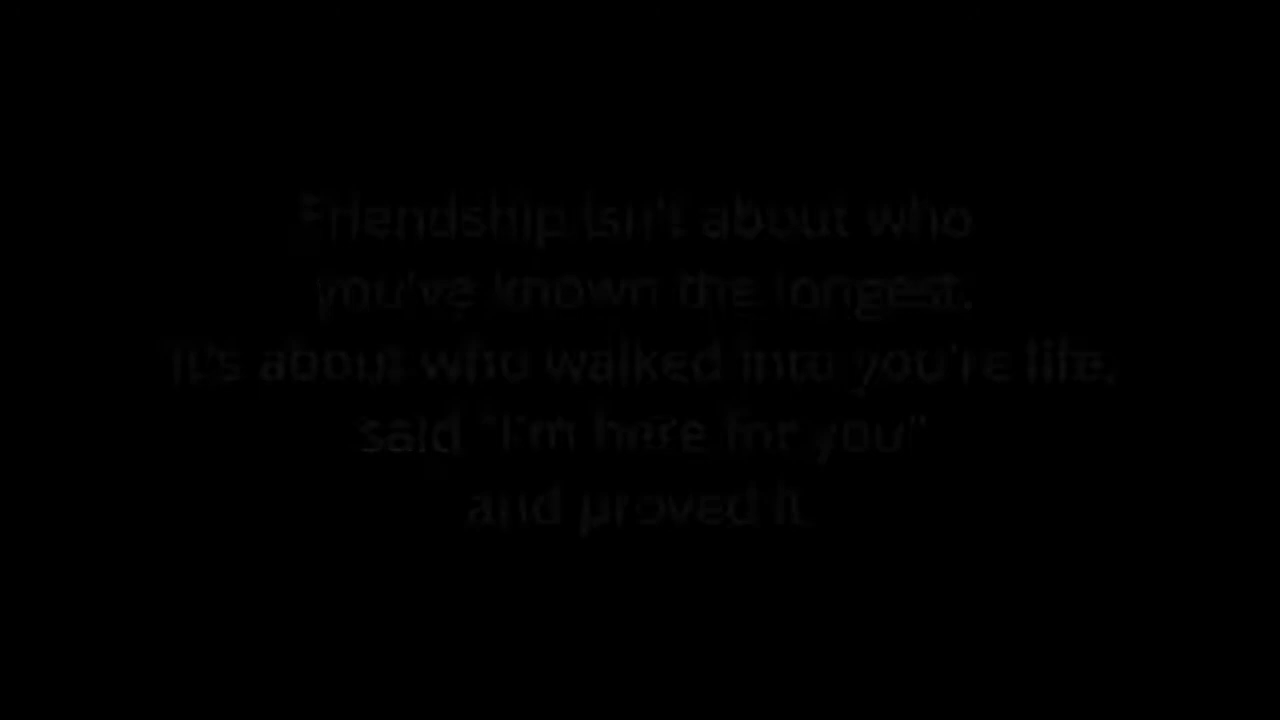 Friendship isn't about who
you've known the longest.
It's about who walked into you're life,
said "I'm here for you"
and proved it.